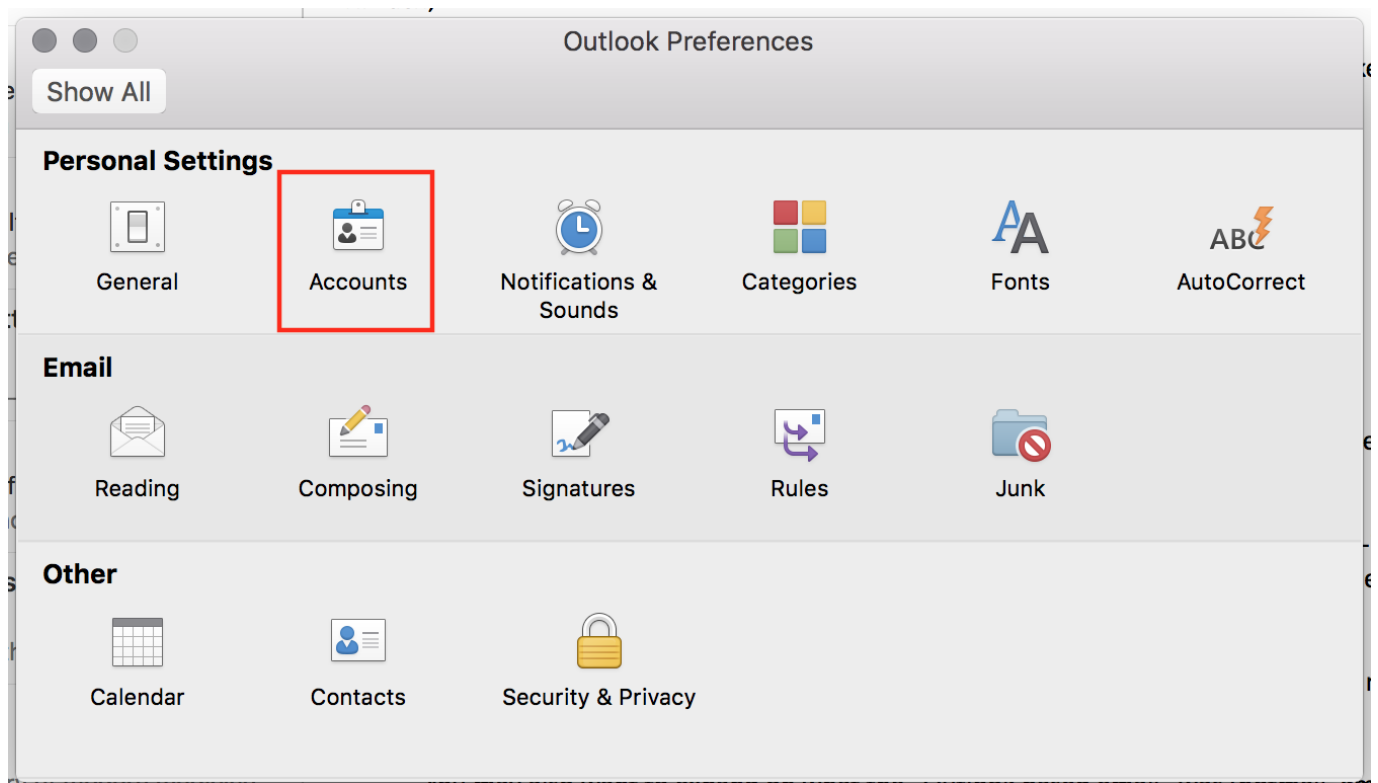 Outlook Preferences
Show All
Personal Settings
General
Accounts
Notifications &
Sounds
Categories
Fonts
ABC
AutoCorrect
Email
Reading
Composing
Signatures
Rules
Junk
Other
Calendar
Contacts
Security & Privacy